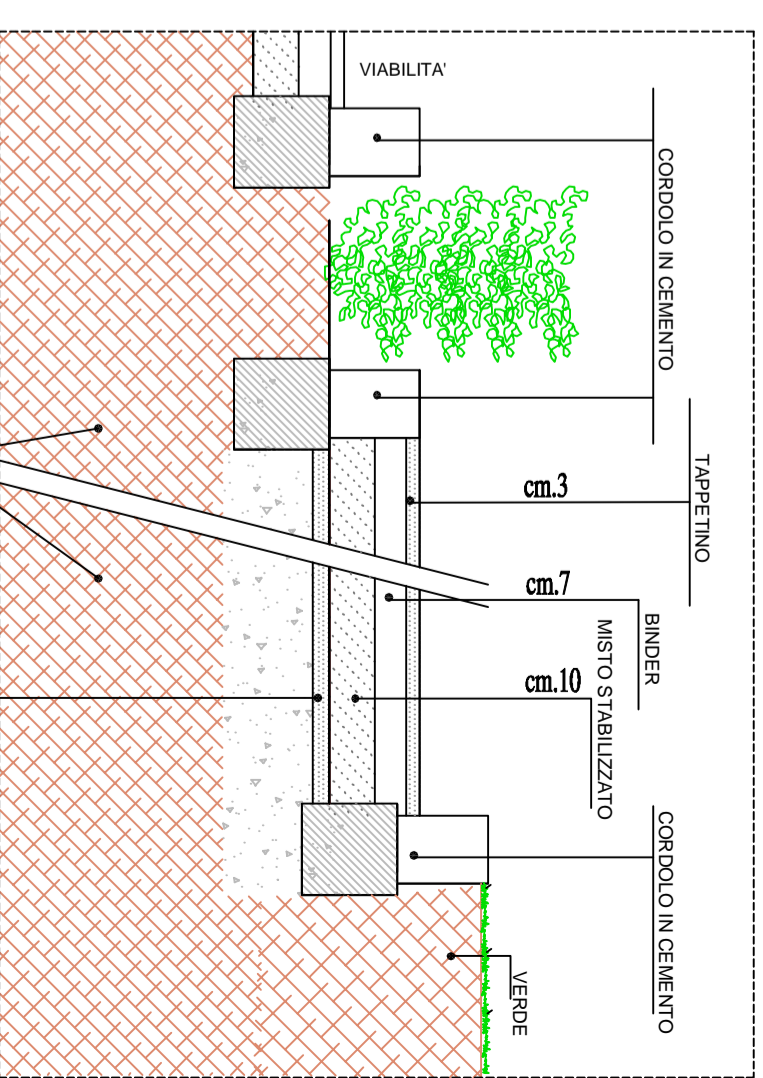 VIABILITA'
CORDOLO IN CEMENTO
TAPPETINO
cm.3
cm.7
BINDER
cm.10
MISTO STABILIZZATO
CORDOLO IN CEMENTO
VERDE